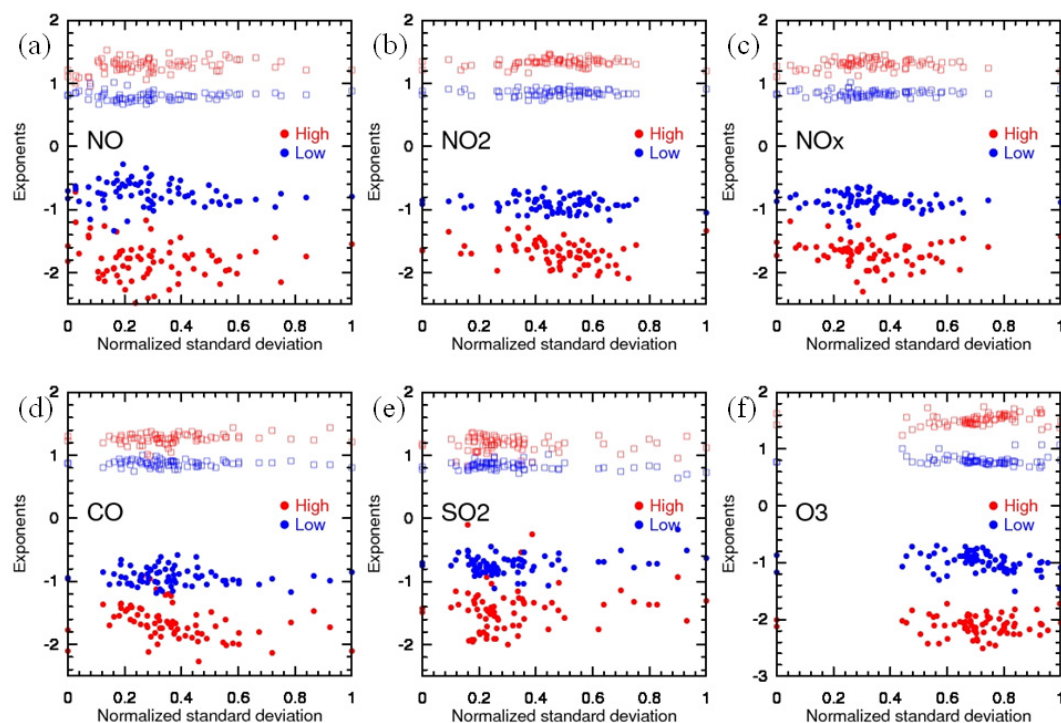 (a)
2
1
0
-1
-2
Exponents
NO
High
Low
0 0.2 0.4 0.6 0.8 1
Normalized standard deviation
(b)
2
1
0
-1
-2
Exponents
NO2
High
Low
0 0.2 0.4 0.6 0.8 1
Normalized standard deviation
(c)
2
1
0
-1
-2
Exponents
NOx
High
Low
0 0.2 0.4 0.6 0.8 1
Normalized standard deviation
(d)
2
1
0
-1
-2
Exponents
CO
High
Low
0 0.2 0.4 0.6 0.8 1
Normalized standard deviation
(e)
2
1
0
-1
-2
Exponents
SO2
High
Low
0 0.2 0.4 0.6 0.8 1
Normalized standard deviation
(f)
2
1
0
-1
-2
-3
Exponents
O3
High
Low
0 0.2 0.4 0.6 0.8 1
Normalized standard deviation